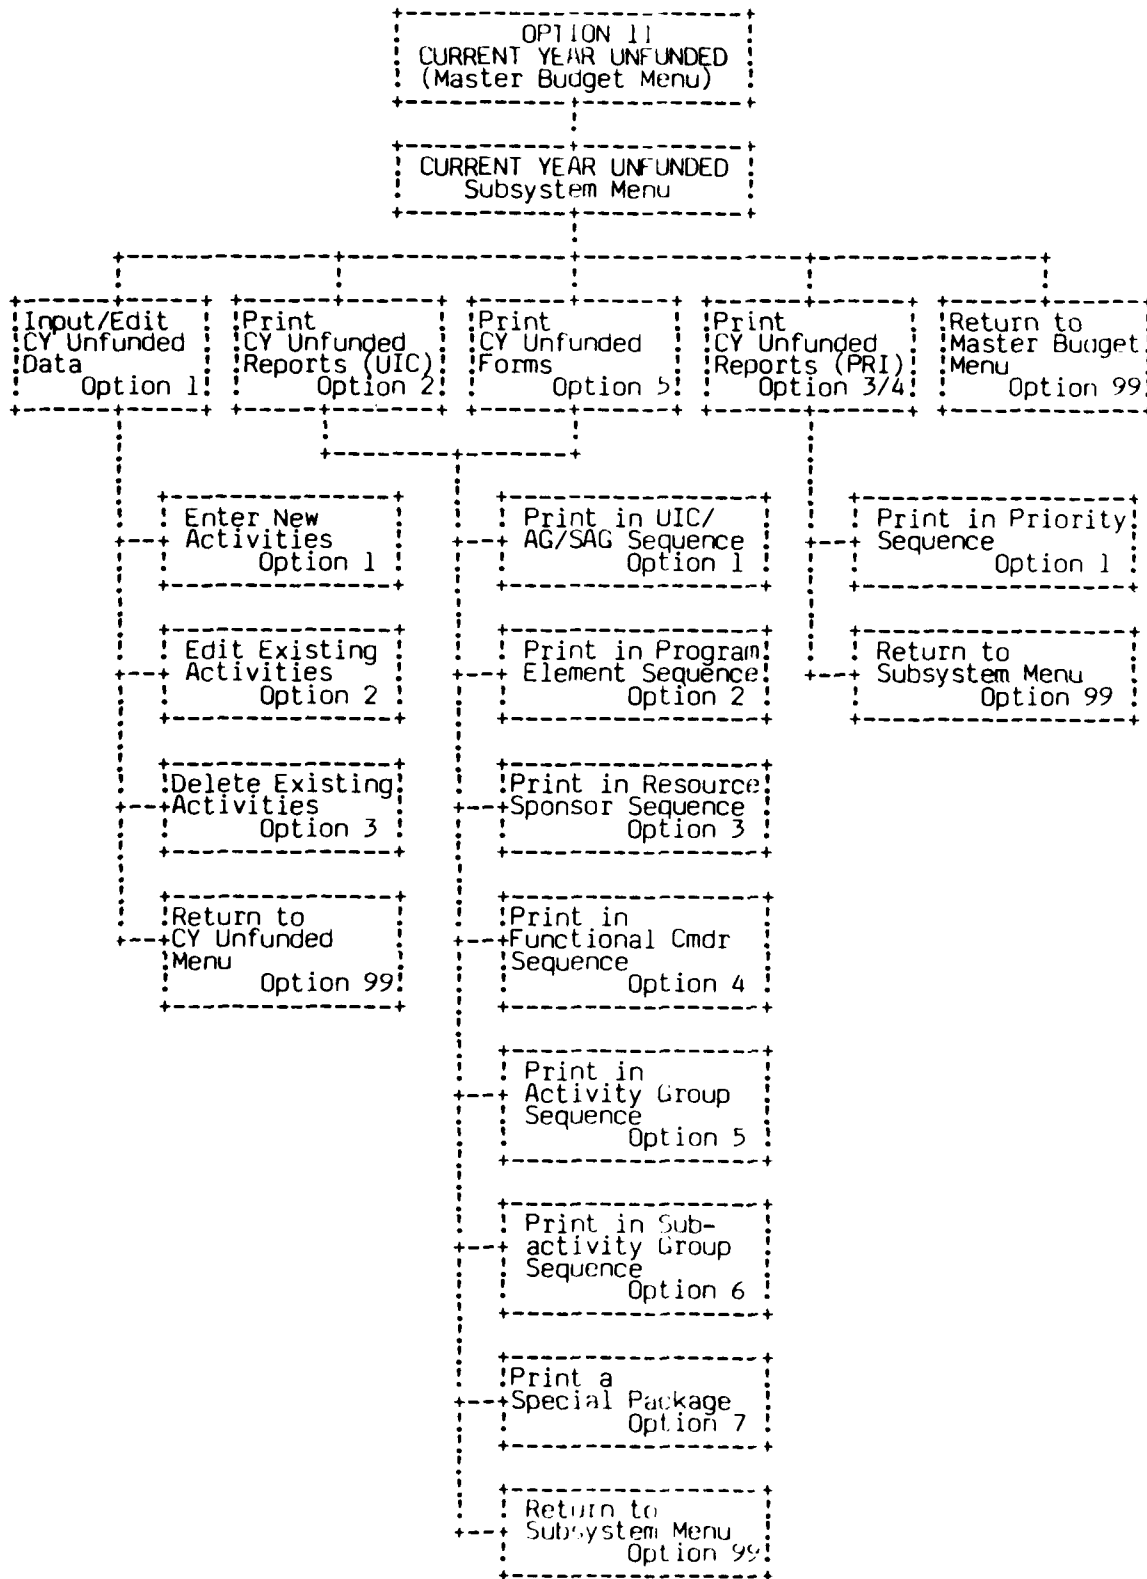 OPTION 11
CURRENT YEAR UNFUNDED
(Master Budget Menu)
CURRENT YEAR UNFUNDED
Subsystem Menu
Input/Edit
CY Unfunded
Data
Option 1
Print
CY Unfunded
Reports (UIC)
Option 2
Print
CY Unfunded
Forms
Option 5
Print
CY Unfunded
Reports (PRI)
Option 3/4
Return to
Master Budget
Menu
Option 99
Enter New
Activities
Option 1
Edit Existing
Activities
Option 2
Delete Existing
Activities
Option 3
Return to
CY Unfunded
Menu
Option 99
Print in UIC/
AG/SAG Sequence
Option 1
Print in Program
Element Sequence
Option 2
Print in Resource
Sponsor Sequence
Option 3
Print in
Functional Cmdr
Sequence
Option 4
Print in
Activity Group
Sequence
Option 5
Print in Sub-
activity Group
Sequence
Option 6
Print a
Special Package
Option 7
Return to
Subsystem Menu
Option 99
Print in Priority
Sequence
Option 1
Return to
Subsystem Menu
Option 99